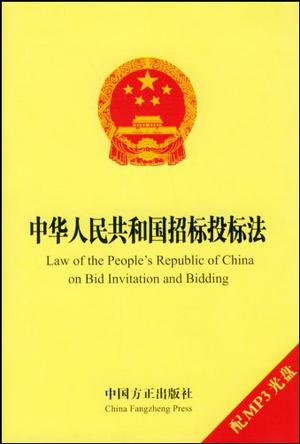 中华人民共和国招标投标法
Law of the People's Republic of China
on Bid Invitation and Bidding
配MP3光盘
中国方正出版社
China Fangzheng Press